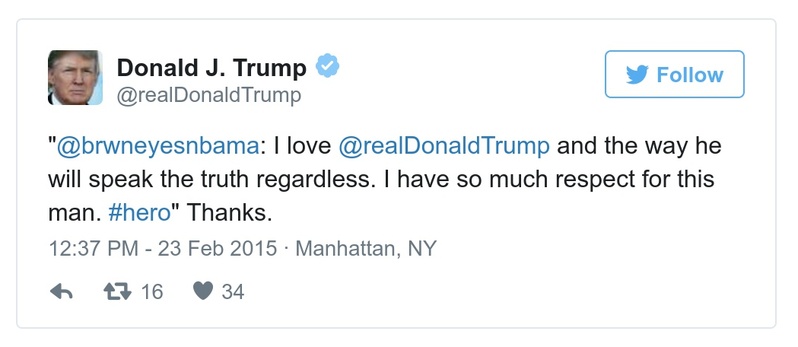 Donald J. Trump
@realDonaldTrump
Follow
"@brwneyesnbama: I love @realDonaldTrump and the way he
will speak the truth regardless. I have so much respect for this
man. #hero" Thanks.
12:37 PM - 23 Feb 2015 · Manhattan, NY
16 34